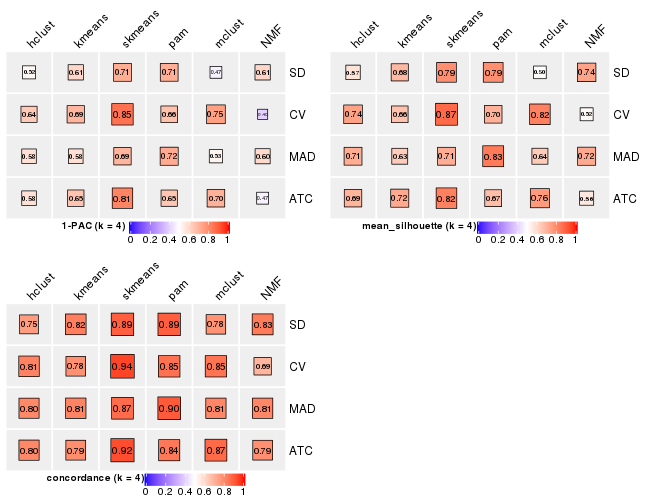 hclust kmeans skmeans pam mclust NMF
0.52 0.61 0.71 0.71 0.47 0.61 SD
0.64 0.69 0.85 0.66 0.75 CV
0.58 0.58 0.69 0.72 0.53 0.60 MAD
0.58 0.65 0.81 0.65 0.70 0.47 ATC
1-PAC (k = 4)
0 0.2 0.4 0.6 0.8 1
hclust kmeans skmeans pam mclust NMF
0.57 0.68 0.79 0.79 0.50 0.74 SD
0.74 0.66 0.87 0.70 0.82 0.52 CV
0.71 0.63 0.71 0.83 0.64 0.72 MAD
0.69 0.72 0.82 0.67 0.76 0.56 ATC
mean_silhouette (k = 4)
0 0.2 0.4 0.6 0.8 1
hclust kmeans skmeans pam mclust NMF
0.75 0.82 0.89 0.89 0.78 0.83 SD
0.81 0.78 0.94 0.85 0.85 0.69 CV
0.80 0.81 0.87 0.90 0.81 0.81 MAD
0.80 0.79 0.92 0.84 0.87 0.79 ATC
concordance (k = 4)
0 0.2 0.4 0.6 0.8 1